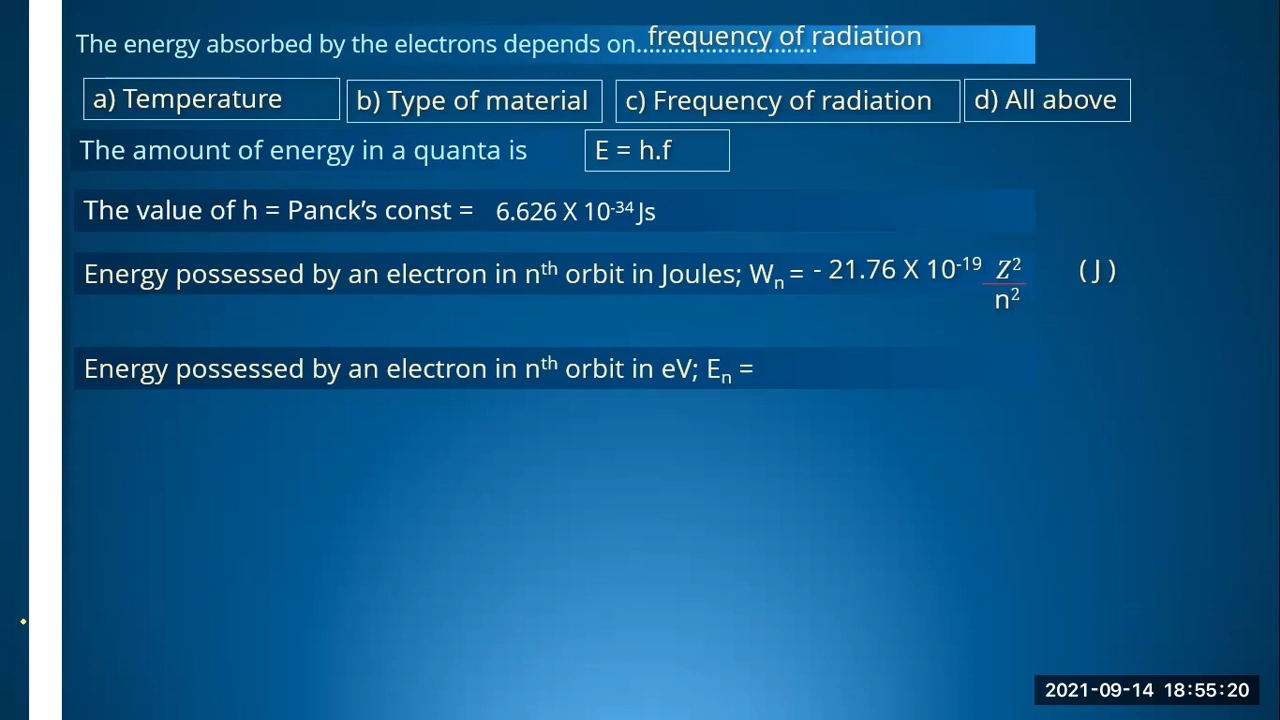 The energy absorbed by the electrons depends on............................. frequency of radiation
a) Temperature b) Type of material c) Frequency of radiation d) All above
The amount of energy in a quanta is E = h.f
The value of h = Panck’s const = 6.626 X 10⁻³⁴ Js
Energy possessed by an electron in nᵗʰ orbit in Joules; Wₙ = - 21.76 X 10⁻¹⁹ Z²/n² ( J )
Energy possessed by an electron in nᵗʰ orbit in eV; Eₙ =
2021-09-14 18:55:20